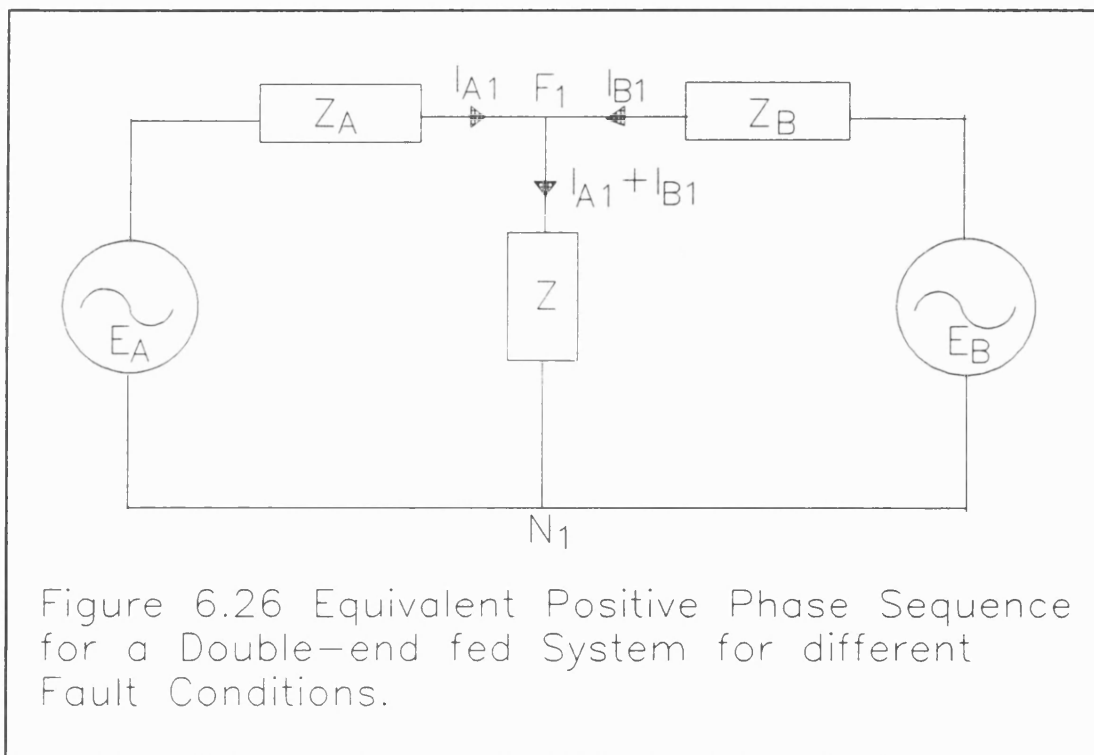 I_A1 F_1 I_B1
Z_A Z_B
I_A1 + I_B1
Z
E_A E_B
N_1
Figure 6.26 Equivalent Positive Phase Sequence
for a Double-end fed System for different
Fault Conditions.